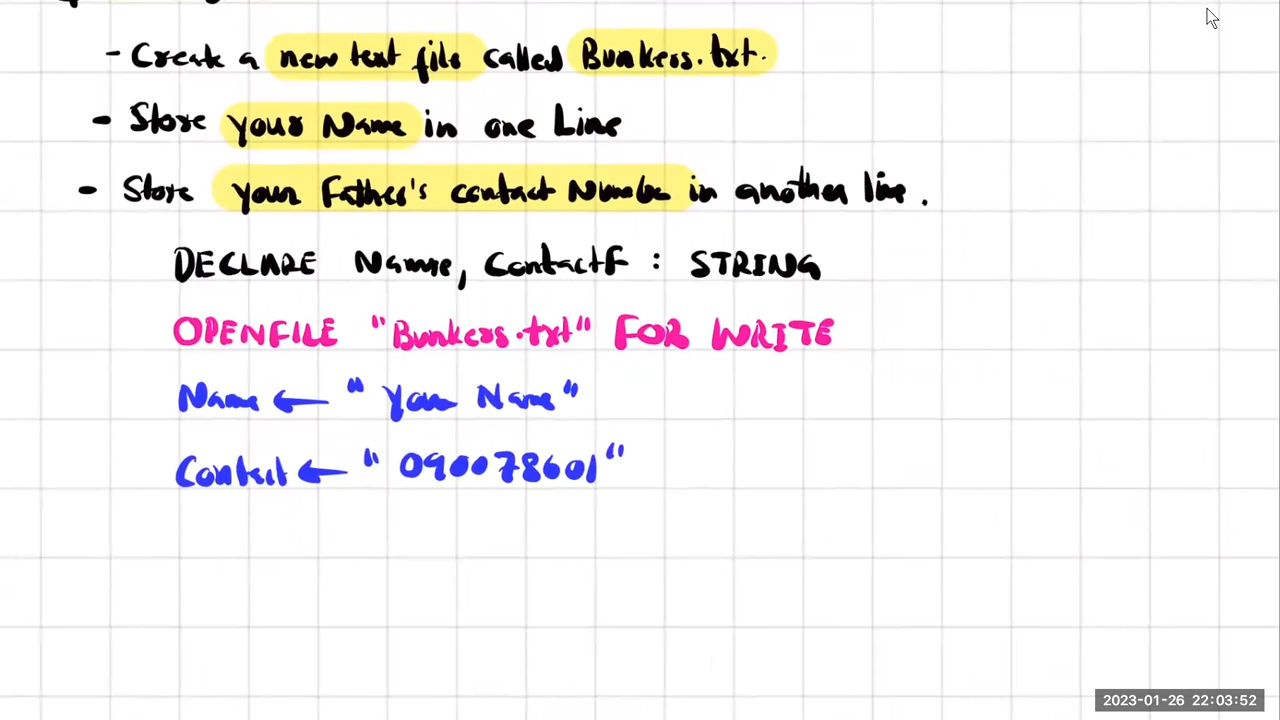 - Create a new text file called Bunkers.txt.
- Store your Name in one Line
- Store your Father's contact Number in another line.
DECLARE Name, ContactF : STRING
OPENFILE "Bunkers.txt" FOR WRITE
Name ← "Your Name"
Contact ← "090078601"
2023-01-26 22:03:52